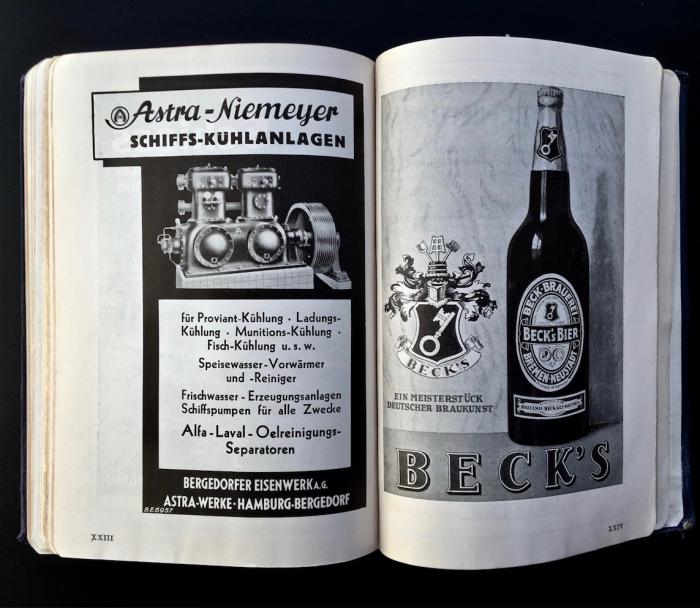 Astra-Niemeyer
SCHIFFS-KÜHLANLAGEN
für Proviant-Kühlung · Ladungs-
Kühlung · Munitions-Kühlung ·
Fisch-Kühlung u. s. w.
Speisewasser-Vorwärmer
und -Reiniger
Frischwasser-Erzeugungsanlagen
Schiffspumpen für alle Zwecke
Alfa-Laval-Oelreinigungs-
Separatoren
BERGEDORFER EISENWERK A.G.
ASTRA-WERKE · HAMBURG-BERGEDORF
B.E.6957
XXIII
BECK'S
EIN MEISTERSTÜCK
DEUTSCHER BRAUKUNST
BECK-BRAUEREI
BECK'S BIER
BREMEN-NEUSTADT
BECK'S
XXIV